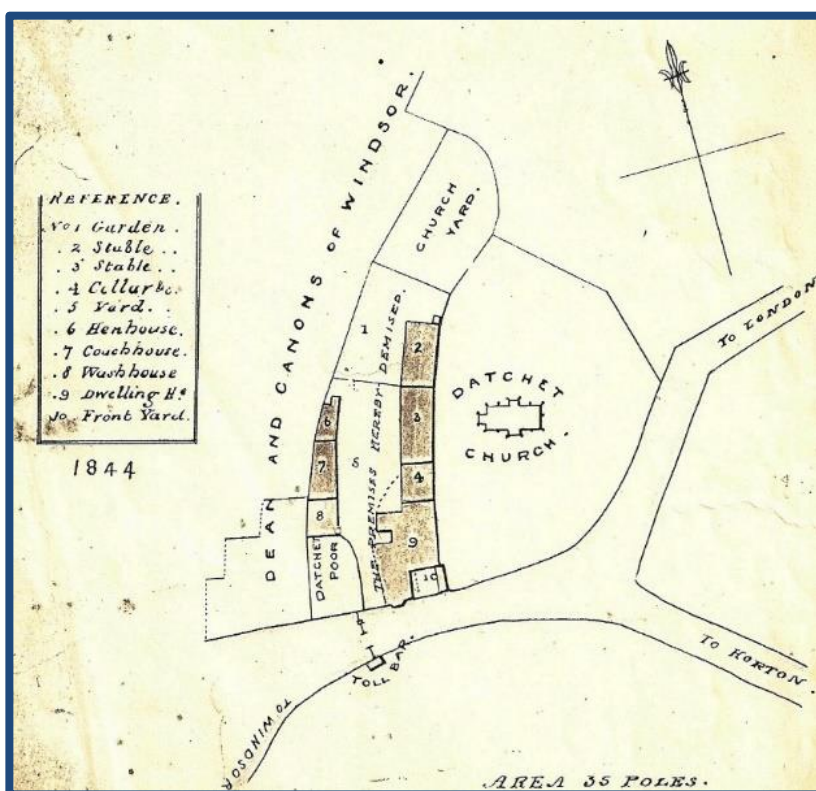 REFERENCE.
No 1 Garden.
. 2 Stable ..
. 3 Stable ..
. 4 Cellar &c.
. 5 Yard. .
. 6 Henhouse.
. 7 Coachhouse.
. 8 Washhouse
. 9 Dwelling Hs
10 Front Yard.
1844
DEAN AND CANONS OF WINDSOR.
CHURCH
YARD.
1
THE PREMISES HEREBY DEMISED.
2
3
4
5
6
7
8
9
10
DATCHET
POOR
DATCHET
CHURCH.
TO LONDON
TO HORTON.
TOLL BAR.
TO WINDSOR
AREA 35 POLES.